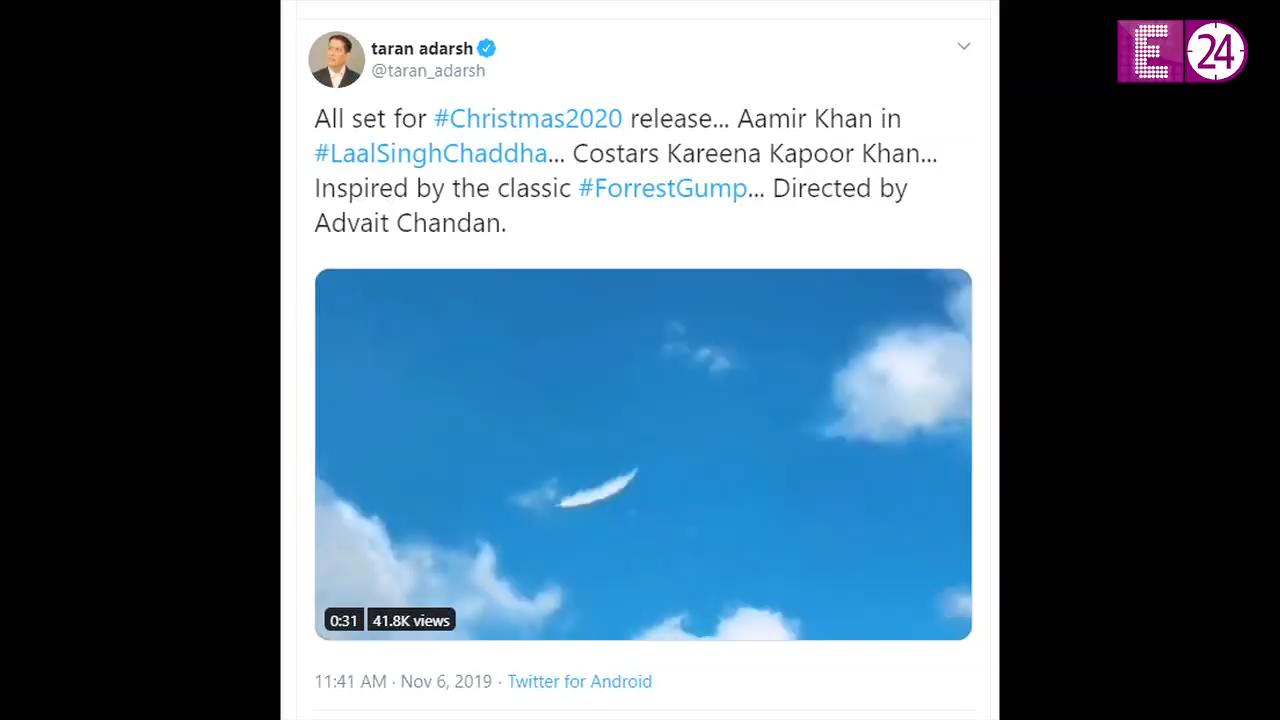 E 24
taran adarsh
@taran_adarsh
All set for #Christmas2020 release... Aamir Khan in
#LaalSinghChaddha... Costars Kareena Kapoor Khan...
Inspired by the classic #ForrestGump... Directed by
Advait Chandan.
0:31 41.8K views
11:41 AM · Nov 6, 2019 · Twitter for Android